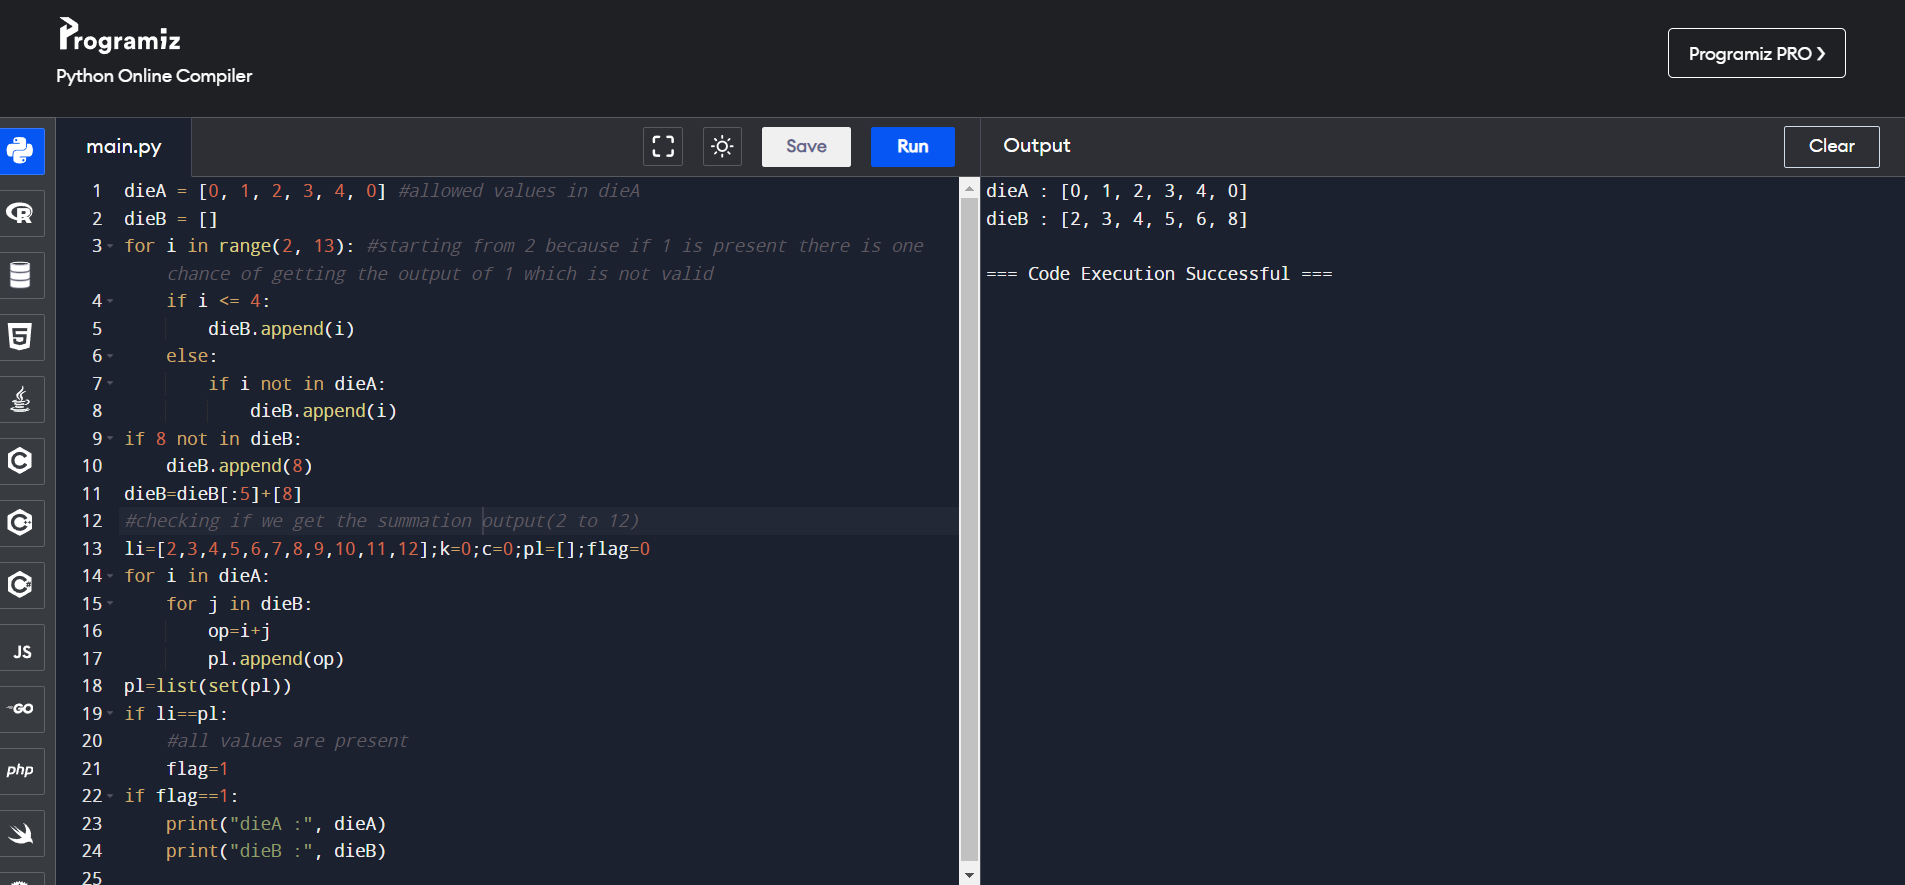 Programiz
Python Online Compiler
Programiz PRO ❯
main.py
Save
Run
Output
Clear
1 dieA = [0, 1, 2, 3, 4, 0] #allowed values in dieA
2 dieB = []
3 for i in range(2, 13): #starting from 2 because if 1 is present there is one
chance of getting the output of 1 which is not valid
4     if i <= 4:
5         dieB.append(i)
6     else:
7         if i not in dieA:
8             dieB.append(i)
9 if 8 not in dieB:
10     dieB.append(8)
11 dieB=dieB[:5]+[8]
12 #checking if we get the summation output(2 to 12)
13 li=[2,3,4,5,6,7,8,9,10,11,12];k=0;c=0;pl=[];flag=0
14 for i in dieA:
15     for j in dieB:
16         op=i+j
17         pl.append(op)
18 pl=list(set(pl))
19 if li==pl:
20     #all values are present
21     flag=1
22 if flag==1:
23     print("dieA :", dieA)
24     print("dieB :", dieB)
25
dieA : [0, 1, 2, 3, 4, 0]
dieB : [2, 3, 4, 5, 6, 8]
=== Code Execution Successful ===
R
5
C
C++
C#
JS
GO
php